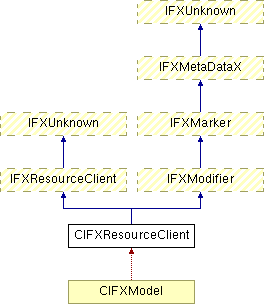 IFXUnknown
IFXMetaDataX
IFXUnknown
IFXMarker
IFXResourceClient
IFXModifier
CIFXResourceClient
CIFXModel